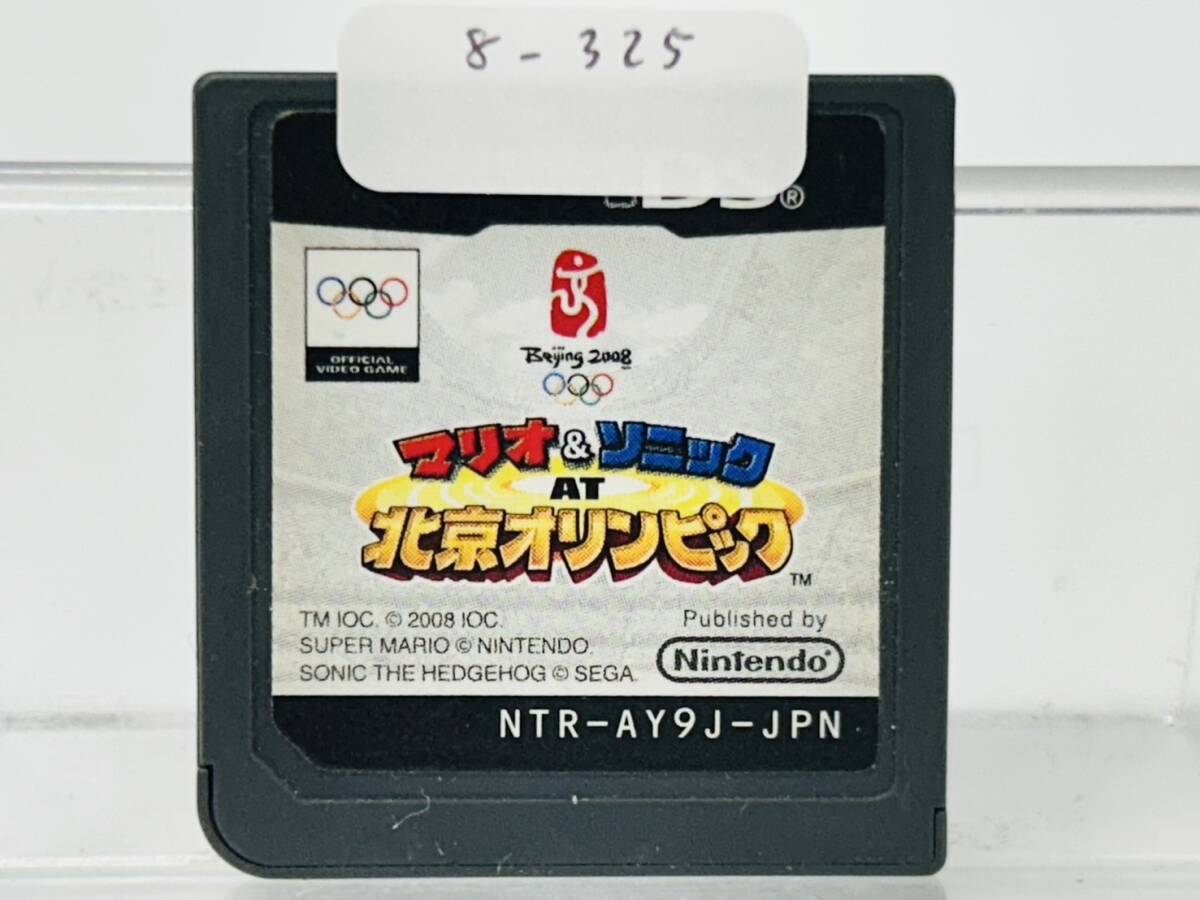 8-325
DS®
OFFICIAL
VIDEO GAME
Beijing 2008
マリオ&ソニック
AT
北京オリンピック
TM
TM IOC. © 2008 IOC.
SUPER MARIO © NINTENDO.
SONIC THE HEDGEHOG © SEGA.
Published by
Nintendo®
NTR-AY9J-JPN